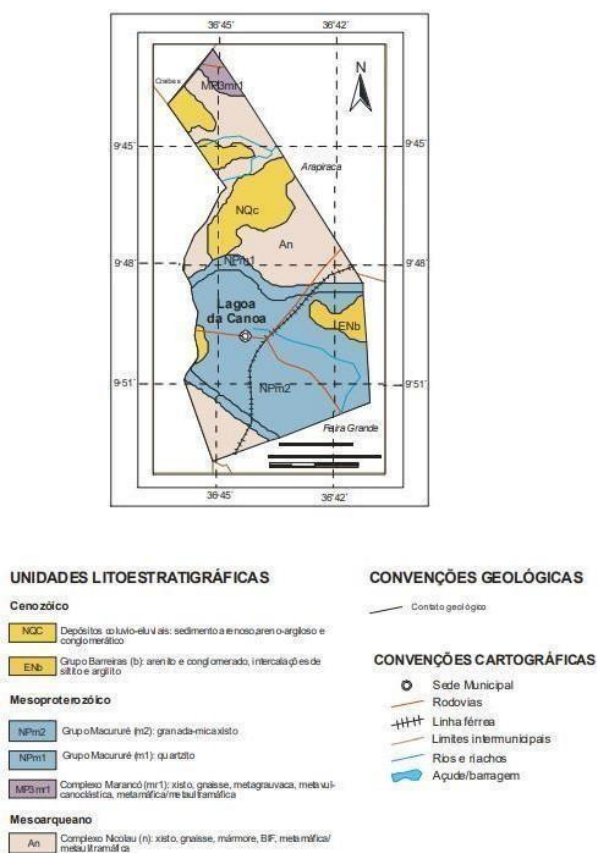 36°45' 36°42'
N
Craíbas
MP3mr1
9°45' 9°45'
Arapiraca
NQc
An
9°48' 9°48'
NPm1
Lagoa
da Canoa
ENb
9°51' 9°51'
NPm2
Feira Grande
36°45' 36°42'
UNIDADES LITOESTRATIGRÁFICAS
Cenozóico
NQC Depósitos coluvio-eluviais: sedimento arenoso, areno-argiloso e
conglomerático
ENb Grupo Barreiras (b): arenito e conglomerado, intercalações de
siltito e argilito
Mesoproterozóico
NPm2 Grupo Macururé (m2): granada-micaxisto
NPm1 Grupo Macururé (m1): quartzito
MP3mr1 Complexo Marancó (mr1): xisto, gnaisse, metagrauvaca, metavul-
canoclástica, metamáfica/metaultramáfica
Mesoarqueano
An Complexo Nicolau (n): xisto, gnaisse, mármore, BIF, metamáfica/
metaultramáfica
CONVENÇÕES GEOLÓGICAS
Contato geológico
CONVENÇÕES CARTOGRÁFICAS
Sede Municipal
Rodovias
Linha férrea
Limites intermunicipais
Rios e riachos
Açude/barragem